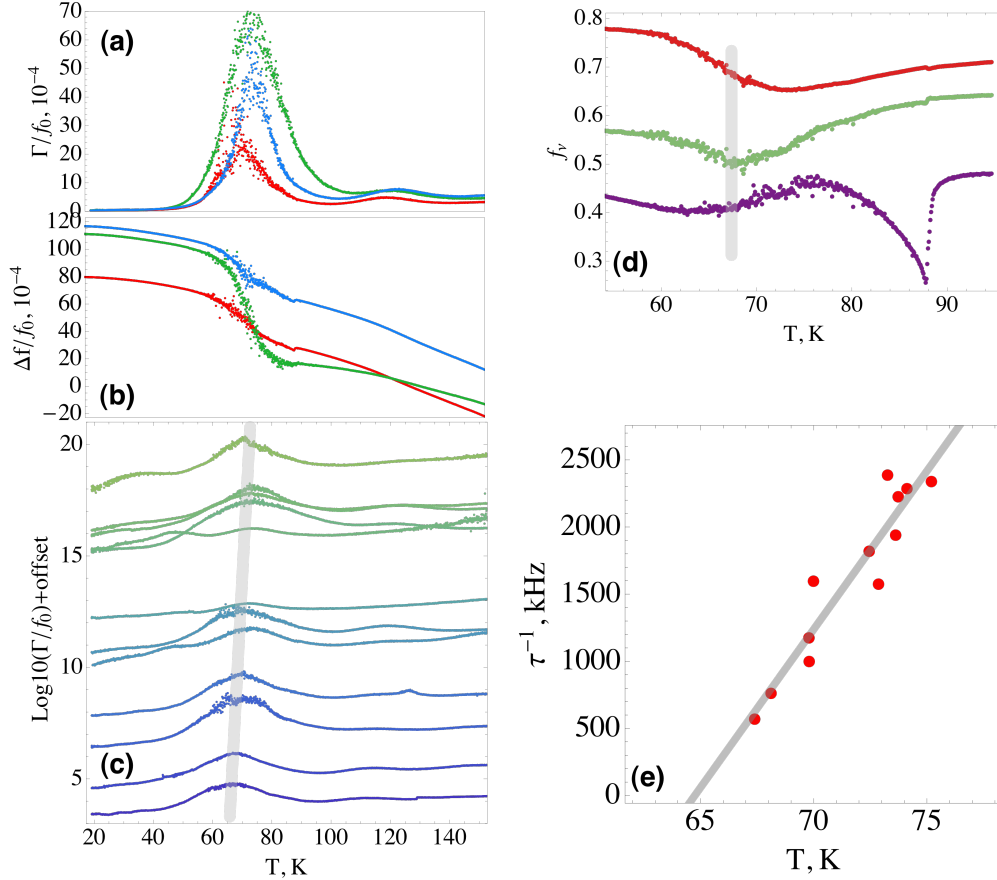 (a)
Γ/f₀, 10⁻⁴
70
60
50
40
30
20
10
0
(b)
Δf/f₀, 10⁻⁴
120
100
80
60
40
20
0
−20
(c)
Log10(Γ/f₀)+offset
20
15
10
5
20 40 60 80 100 120 140
T, K
(d)
fᵥ
0.8
0.7
0.6
0.5
0.4
0.3
60 70 80 90
T, K
(e)
τ⁻¹, kHz
2500
2000
1500
1000
500
0
65 70 75
T, K